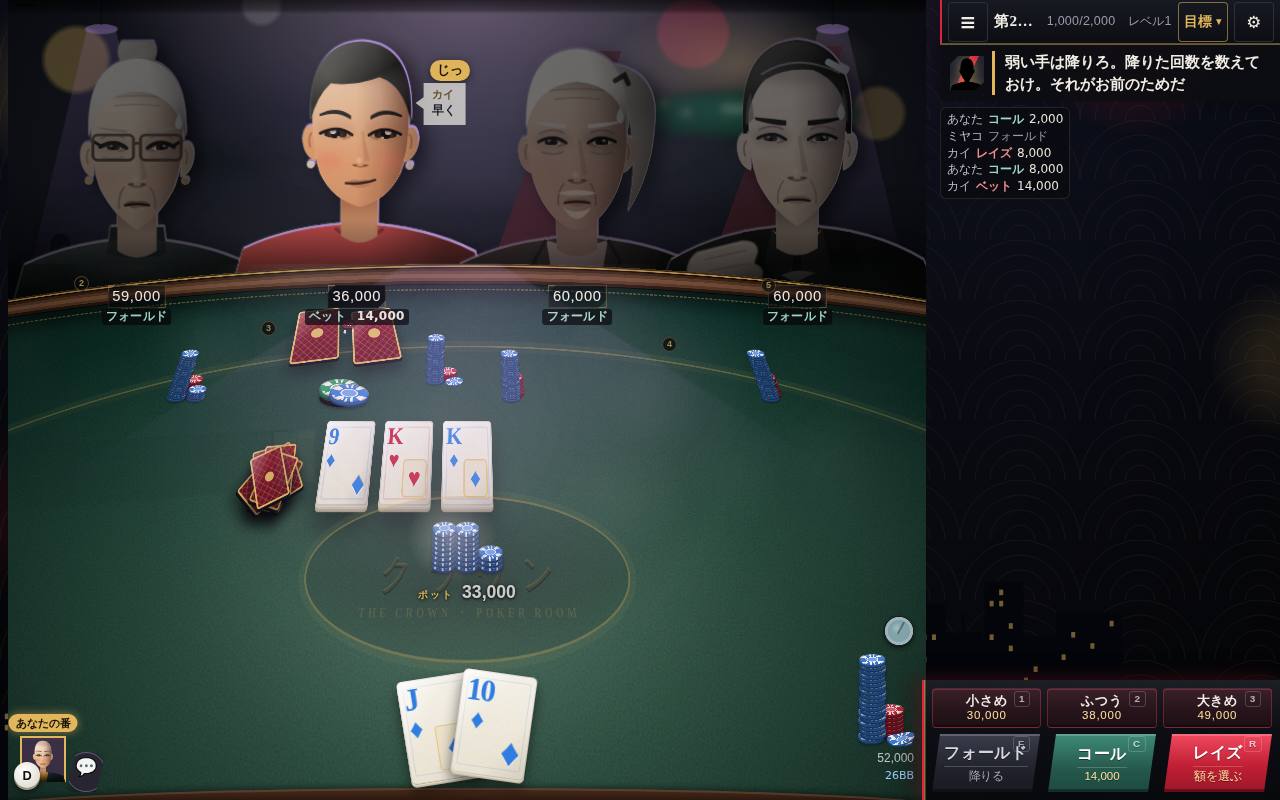 第2… 1,000/2,000 レベル1 目標 ▾
弱い手は降りろ。降りた回数を数えて
おけ。それがお前のためだ
あなた コール 2,000
ミヤコ フォールド
カイ レイズ 8,000
あなた コール 8,000
カイ ベット 14,000
じっ
カイ
早く
2
59,000
フォールド
36,000
ベット 14,000
60,000
フォールド
5
60,000
フォールド
3
4
9
K
K
ポット 33,000
THE CROWN • POKER ROOM
J
10
あなたの番
D
52,000
26BB
小さめ 1
30,000
ふつう 2
38,000
大きめ 3
49,000
フォールド F
降りる
コール C
14,000
レイズ R
額を選ぶ